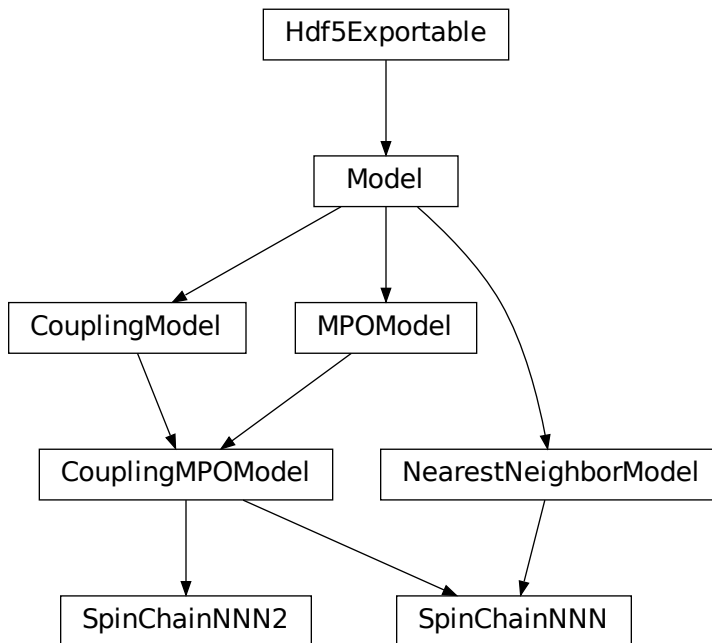 Hdf5Exportable
Model
CouplingModel
MPOModel
CouplingMPOModel
NearestNeighborModel
SpinChainNNN2
SpinChainNNN